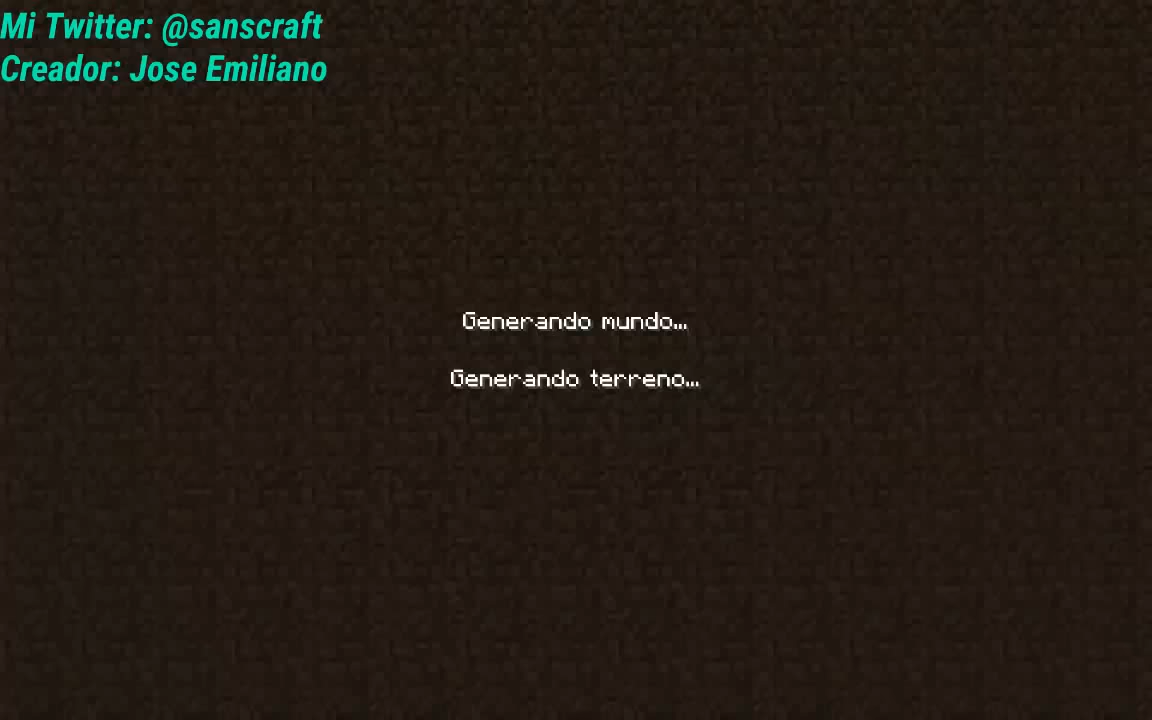 Mi Twitter: @sanscraft
Creador: Jose Emiliano
Generando mundo...
Generando terreno...